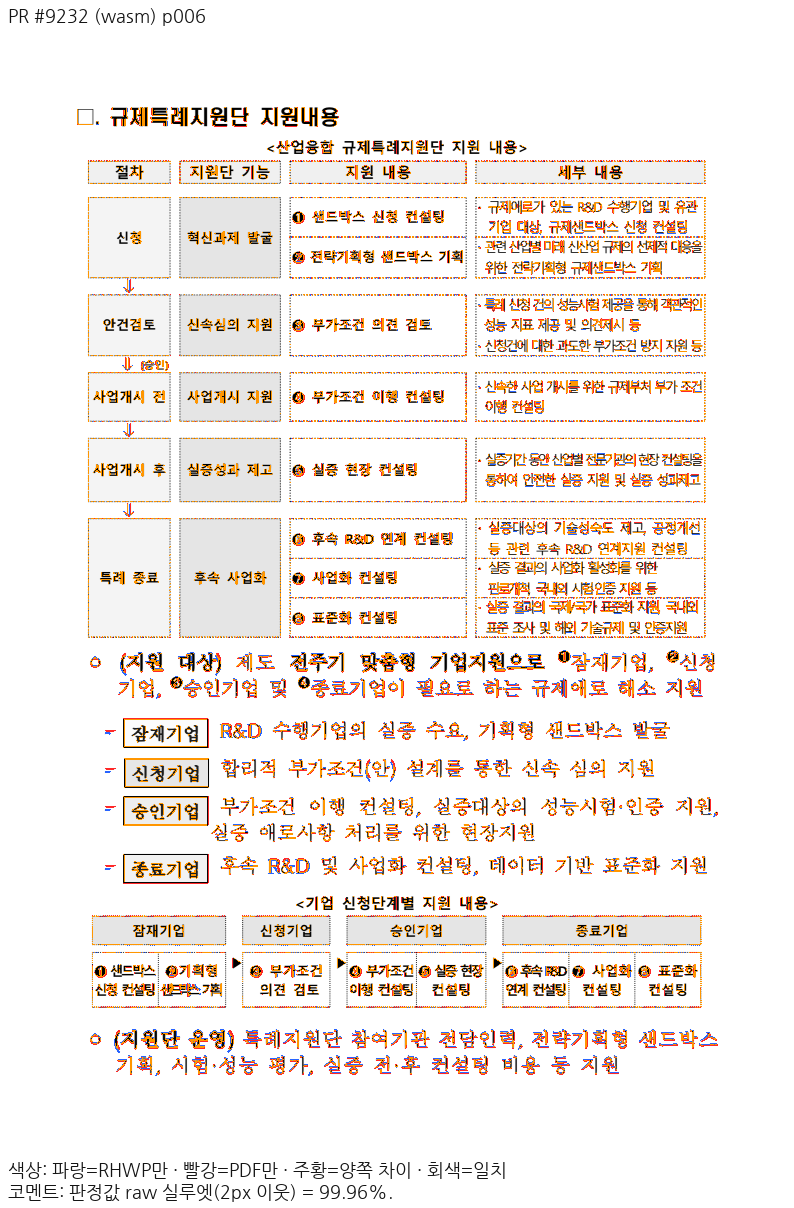 PR #9232 (wasm) p006
□. 규제특례지원단 지원내용
<산업융합 규제특례지원단 지원 내용>
절차 지원단 기능 지원 내용 세부 내용
신청 혁신과제 발굴
❶ 샌드박스 신청 컨설팅
· 규제애로가 있는 R&D 수행기업 및 유관
기업 대상, 규제샌드박스 신청 컨설팅
❷ 전략기획형 샌드박스 기획
· 관련 산업별 미래 신산업 규제의 선제적 대응을
위한 전략기획형 규제샌드박스 기획
안건검토 신속심의 지원 ❸ 부가조건 의견 검토
· 특례 신청 건의 성능시험 제공을 통해 객관적인
성능 지표 제공 및 의견제시 등
· 신청건에 대한 과도한 부가조건 방지 지원 등
(승인)
사업개시 전 사업개시 지원 ❹ 부가조건 이행 컨설팅
· 신속한 사업 개시를 위한 규제부처 부가 조건
이행 컨설팅
사업개시 후 실증성과 제고 ❺ 실증 현장 컨설팅
· 실증기간 동안 산업별 전문기관의 현장 컨설팅을
통하여 안전한 실증 지원 및 실증 성과제고
특례 종료 후속 사업화
❻ 후속 R&D 연계 컨설팅
· 실증대상의 기술성숙도 제고, 공정개선
등 관련 후속 R&D 연계지원 컨설팅
❼ 사업화 컨설팅
· 실증 결과의 사업화 활성화를 위한
판로개척 국내외 시험인증 지원 등
❽ 표준화 컨설팅
· 실증 결과의 국제/국가 표준화 지원, 국내외
표준 조사 및 해외 기술규제 및 인증지원
○ (지원 대상) 제도 전주기 맞춤형 기업지원으로 ❶잠재기업, ❷신청
기업, ❸승인기업 및 ❹종료기업이 필요로 하는 규제애로 해소 지원
- 잠재기업 R&D 수행기업의 실증 수요, 기획형 샌드박스 발굴
- 신청기업 합리적 부가조건(안) 설계를 통한 신속 심의 지원
- 승인기업 부가조건 이행 컨설팅, 실증대상의 성능시험·인증 지원,
실증 애로사항 처리를 위한 현장지원
- 종료기업 후속 R&D 및 사업화 컨설팅, 데이터 기반 표준화 지원
<기업 신청단계별 지원 내용>
잠재기업 신청기업 승인기업 종료기업
❶ 샌드박스 ❷기획형 ▶ ❸ 부가조건 ▶ ❹ 부가조건 ❺ 실증 현장 ▶ ❻ 후속 R&D ❼ 사업화 ❽ 표준화
신청 컨설팅 샌드박스 기획 의견 검토 이행 컨설팅 컨설팅 연계 컨설팅 컨설팅 컨설팅
○ (지원단 운영) 특례지원단 참여기관 전담인력, 전략기획형 샌드박스
기획, 시험·성능 평가, 실증 전·후 컨설팅 비용 등 지원
색상: 파랑=RHWP만 · 빨강=PDF만 · 주황=양쪽 차이 · 회색=일치
코멘트: 판정값 raw 실루엣(2px 이웃) = 99.96%.